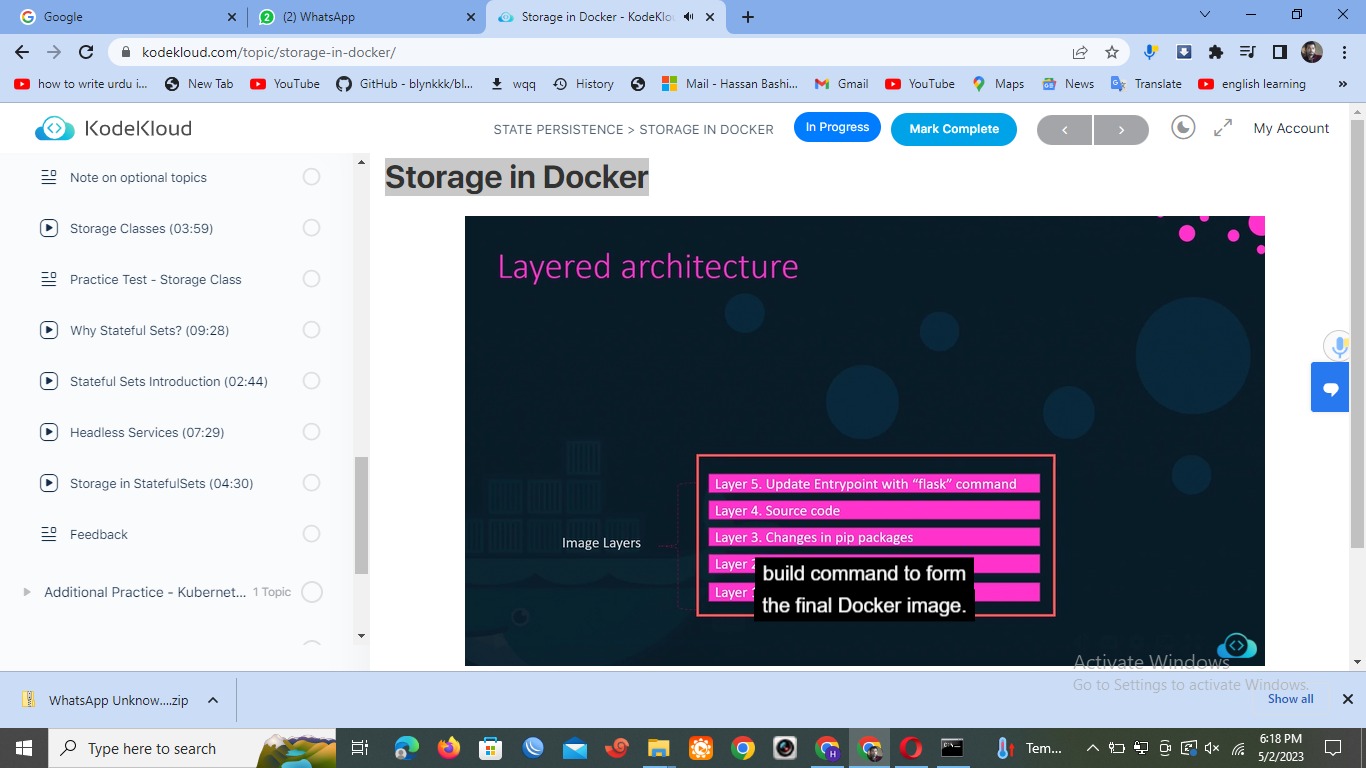 Google
(2) WhatsApp
Storage in Docker - KodeKlo
kodekloud.com/topic/storage-in-docker/
how to write urdu i...
New Tab
YouTube
GitHub - blynkkk/bl...
wqq
History
Mail - Hassan Bashi...
Gmail
YouTube
Maps
News
Translate
english learning
»
KodeKloud
STATE PERSISTENCE > STORAGE IN DOCKER
In Progress
Mark Complete
<
>
My Account
Note on optional topics
Storage Classes (03:59)
Practice Test - Storage Class
Why Stateful Sets? (09:28)
Stateful Sets Introduction (02:44)
Headless Services (07:29)
Storage in StatefulSets (04:30)
Feedback
Additional Practice - Kubernet... 1 Topic
Storage in Docker
Layered architecture
Image Layers
Layer 5. Update Entrypoint with “flask” command
Layer 4. Source code
Layer 3. Changes in pip packages
Layer 2
Layer
build command to form
the final Docker image.
Activate Windows
Go to Settings to activate Windows.
WhatsApp Unknow....zip
Show all
Type here to search
Tem...
6:18 PM
5/2/2023